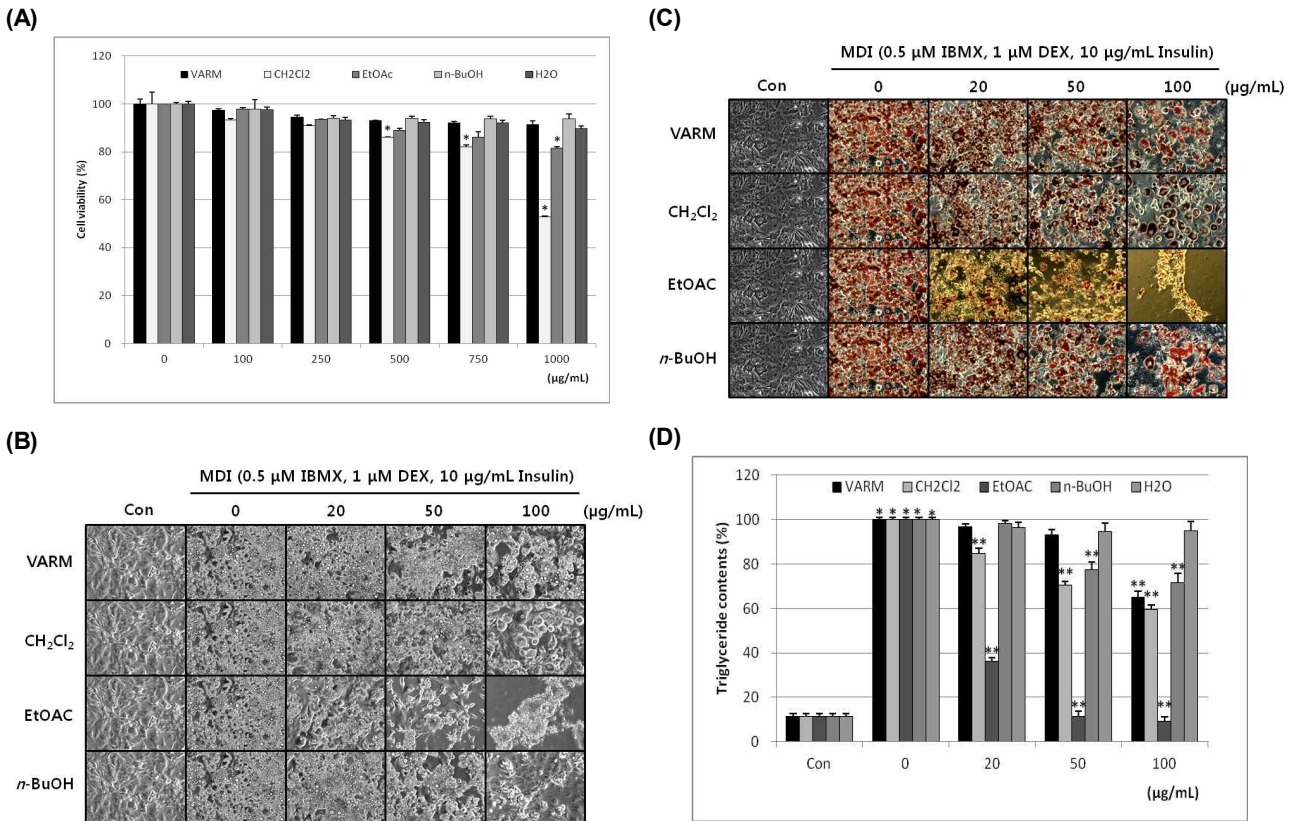 (A)
120
VARM CH2Cl2 EtOAc n-BuOH H2O
100
80
60
40
20
0
Cell viability (%)
* * * * *
0 100 250 500 750 1000
(μg/mL)
(B)
MDI (0.5 μM IBMX, 1 μM DEX, 10 μg/mL Insulin)
Con 0 20 50 100 (μg/mL)
VARM
CH₂Cl₂
EtOAC
n-BuOH
(C)
MDI (0.5 μM IBMX, 1 μM DEX, 10 μg/mL Insulin)
Con 0 20 50 100 (μg/mL)
VARM
CH₂Cl₂
EtOAC
n-BuOH
(D)
120
VARM CH2Cl2 EtOAC n-BuOH H2O
100
80
60
40
20
0
Triglyceride contents (%)
* * * * *
** ** ** ** ** ** ** ** **
Con 0 20 50 100
(μg/mL)